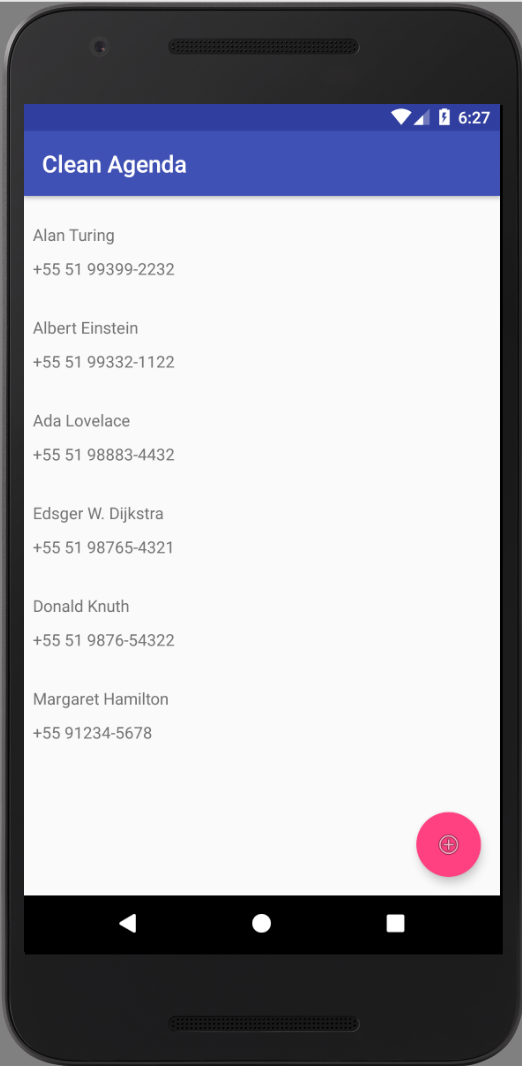 6:27
Clean Agenda
Alan Turing
+55 51 99399-2232
Albert Einstein
+55 51 99332-1122
Ada Lovelace
+55 51 98883-4432
Edsger W. Dijkstra
+55 51 98765-4321
Donald Knuth
+55 51 9876-54322
Margaret Hamilton
+55 91234-5678